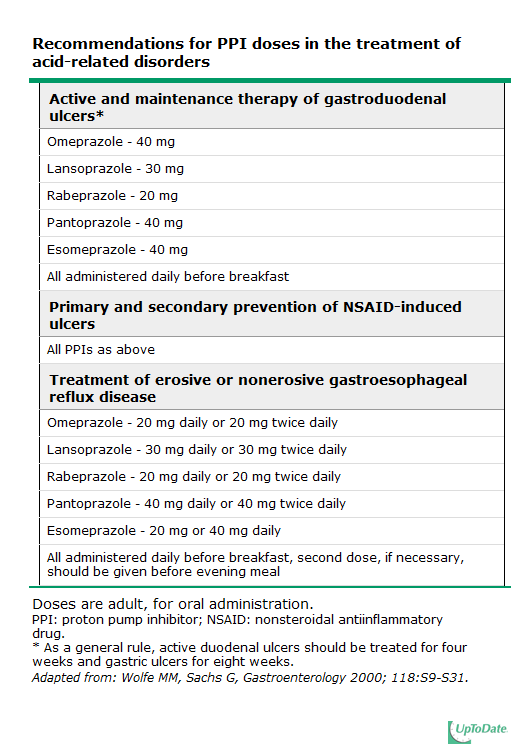 Recommendations for PPI doses in the treatment of
acid-related disorders
Active and maintenance therapy of gastroduodenal
ulcers*
Omeprazole - 40 mg
Lansoprazole - 30 mg
Rabeprazole - 20 mg
Pantoprazole - 40 mg
Esomeprazole - 40 mg
All administered daily before breakfast
Primary and secondary prevention of NSAID-induced
ulcers
All PPIs as above
Treatment of erosive or nonerosive gastroesophageal
reflux disease
Omeprazole - 20 mg daily or 20 mg twice daily
Lansoprazole - 30 mg daily or 30 mg twice daily
Rabeprazole - 20 mg daily or 20 mg twice daily
Pantoprazole - 40 mg daily or 40 mg twice daily
Esomeprazole - 20 mg or 40 mg daily
All administered daily before breakfast, second dose, if necessary,
should be given before evening meal
Doses are adult, for oral administration.
PPI: proton pump inhibitor; NSAID: nonsteroidal antiinflammatory
drug.
* As a general rule, active duodenal ulcers should be treated for four
weeks and gastric ulcers for eight weeks.
Adapted from: Wolfe MM, Sachs G, Gastroenterology 2000; 118:S9-S31.
UpToDate